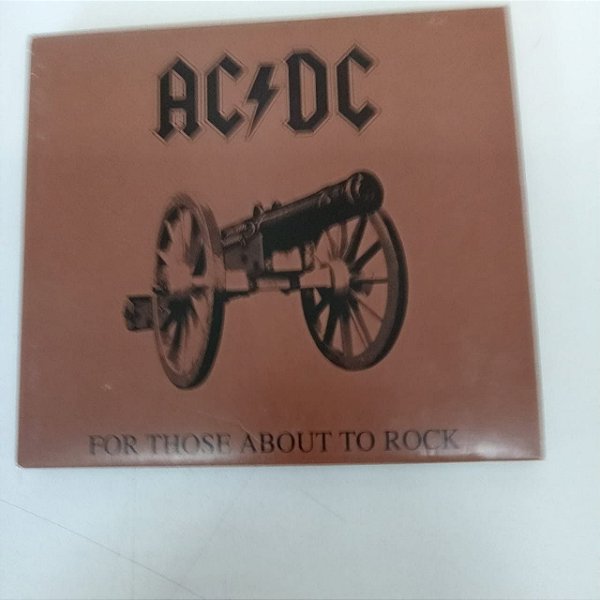 AC⚡DC
FOR THOSE ABOUT TO ROCK